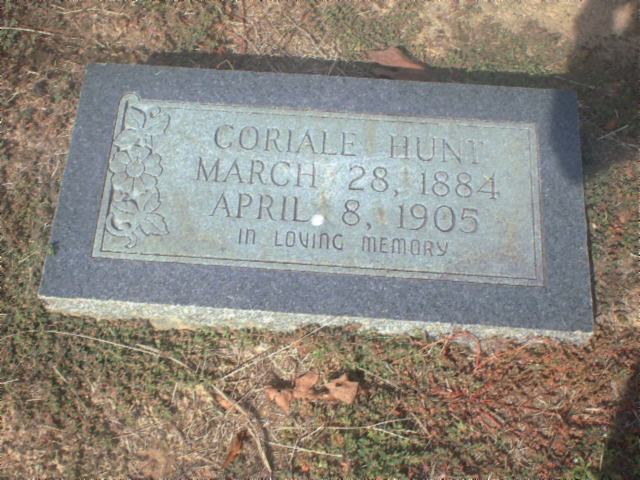 CORIALE HUNT
MARCH 28, 1884
APRIL 8, 1905
IN LOVING MEMORY